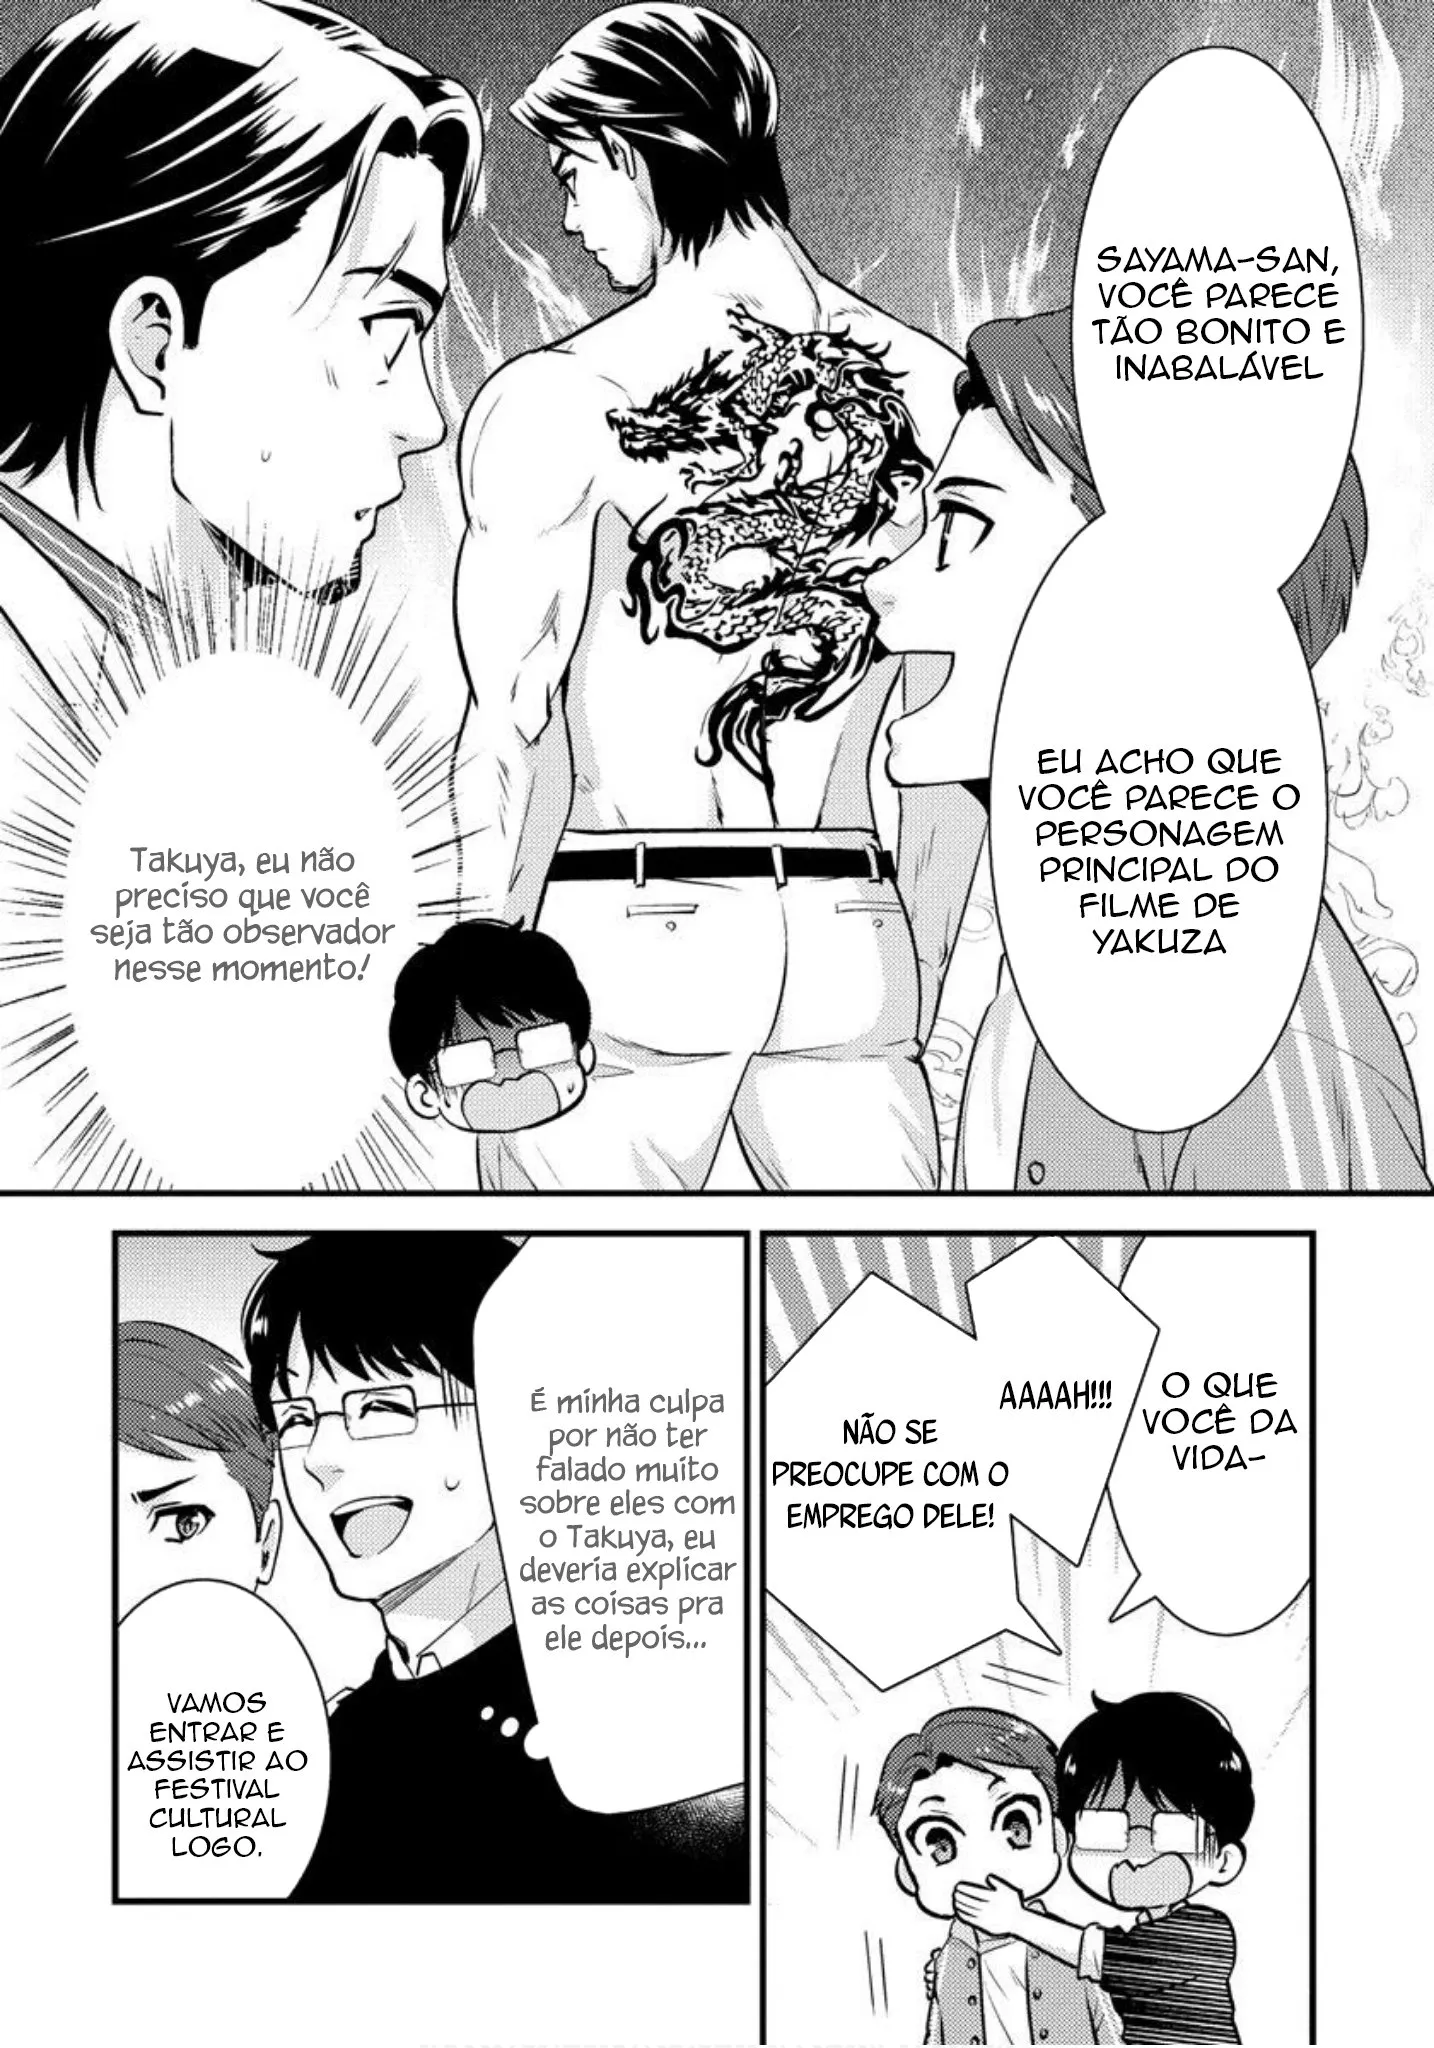 SAYAMA-SAN,
VOCÊ PARECE
TÃO BONITO E
INABALÁVEL
EU ACHO QUE
VOCÊ PARECE O
PERSONAGEM
PRINCIPAL DO
FILME DE
YAKUZA
Takuya, eu não
preciso que você
seja tão observador
nesse momento!
O QUE
VOCÊ DA
VIDA-
AAAAH!!!
NÃO SE
PREOCUPE COM O
EMPREGO DELE!
É minha culpa
por não ter
falado muito
sobre eles com
o Takuya, eu
deveria explicar
as coisas pra
ele depois...
VAMOS
ENTRAR E
ASSISTIR AO
FESTIVAL
CULTURAL
LOGO.